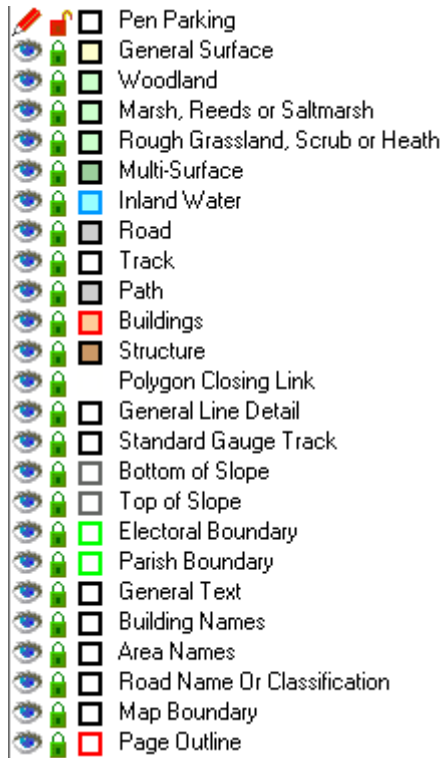 Pen Parking
General Surface
Woodland
Marsh, Reeds or Saltmarsh
Rough Grassland, Scrub or Heath
Multi-Surface
Inland Water
Road
Track
Path
Buildings
Structure
Polygon Closing Link
General Line Detail
Standard Gauge Track
Bottom of Slope
Top of Slope
Electoral Boundary
Parish Boundary
General Text
Building Names
Area Names
Road Name Or Classification
Map Boundary
Page Outline